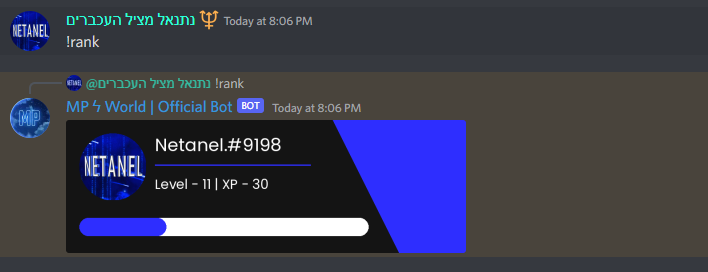 NETANEL
נתנאל מציל העכברים Today at 8:06 PM
!rank
NETANEL @נתנאל מציל העכברים !rank
MP MP ϟ World | Official Bot BOT Today at 8:06 PM
NETANEL
Netanel.#9198
Level - 11 | XP - 30